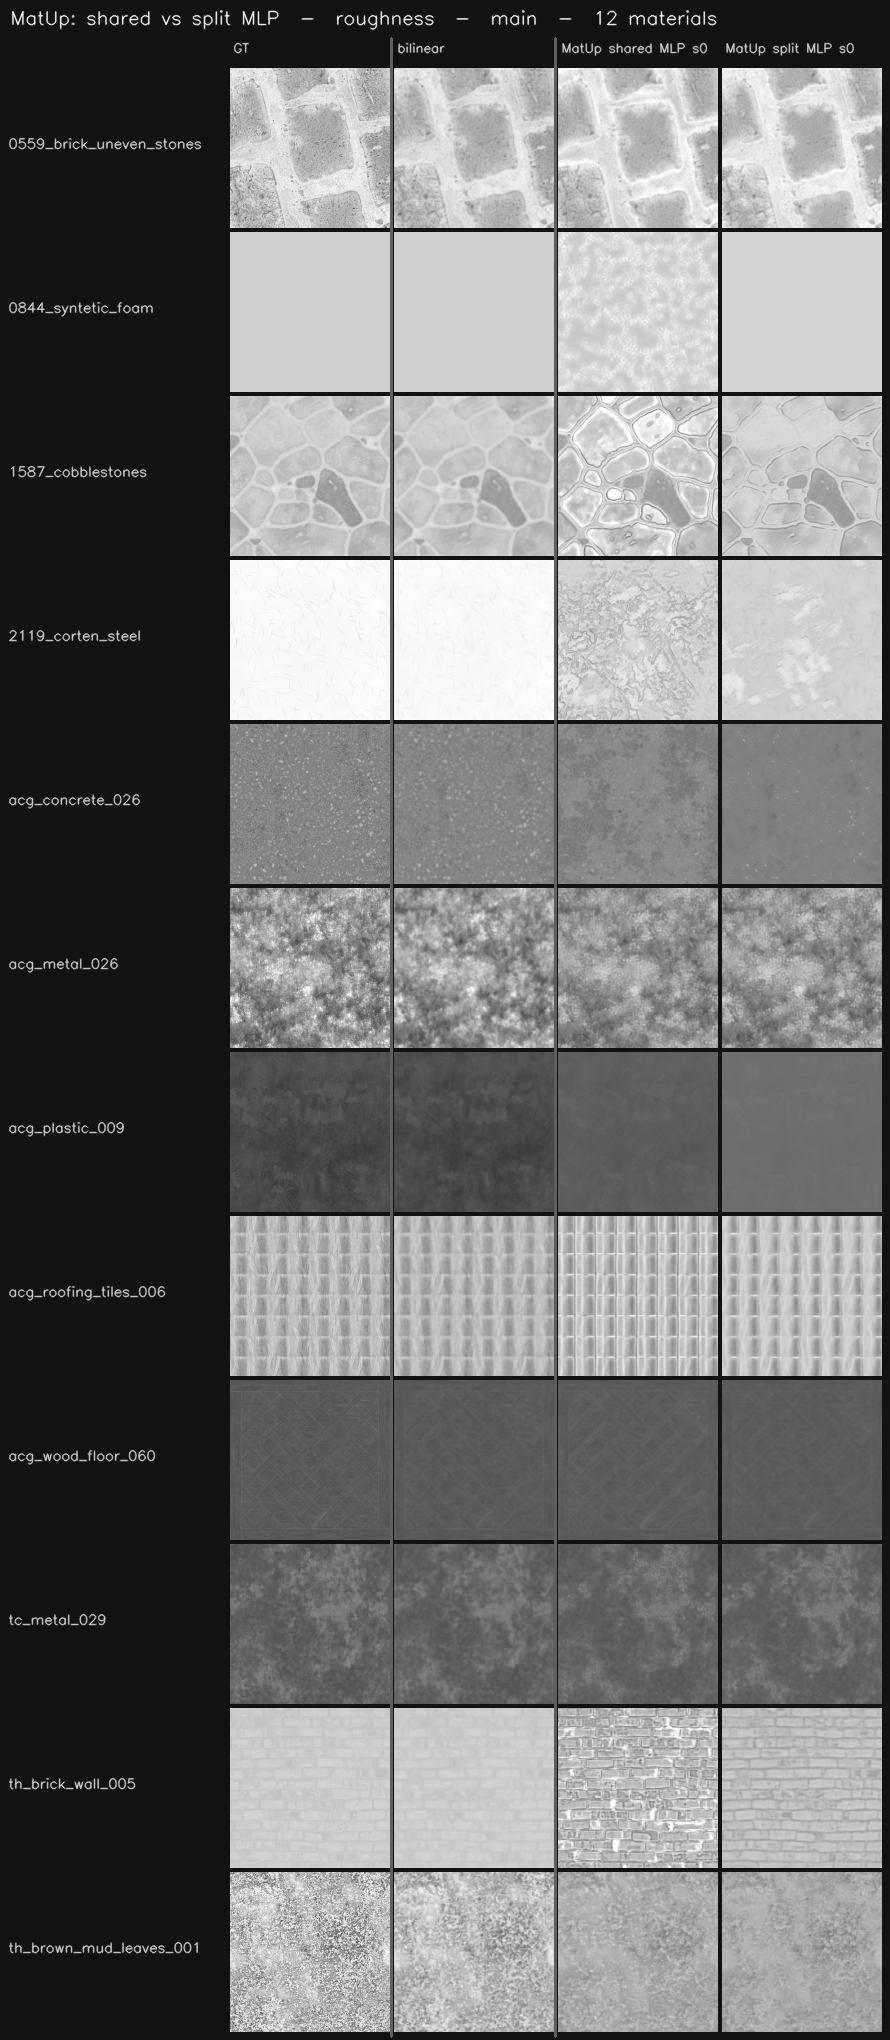 MatUp: shared vs split MLP — roughness — main — 12 materials
GT bilinear MatUp shared MLP s0 MatUp split MLP s0
0559_brick_uneven_stones
0844_syntetic_foam
1587_cobblestones
2119_corten_steel
acg_concrete_026
acg_metal_026
acg_plastic_009
acg_roofing_tiles_006
acg_wood_floor_060
tc_metal_029
th_brick_wall_005
th_brown_mud_leaves_001